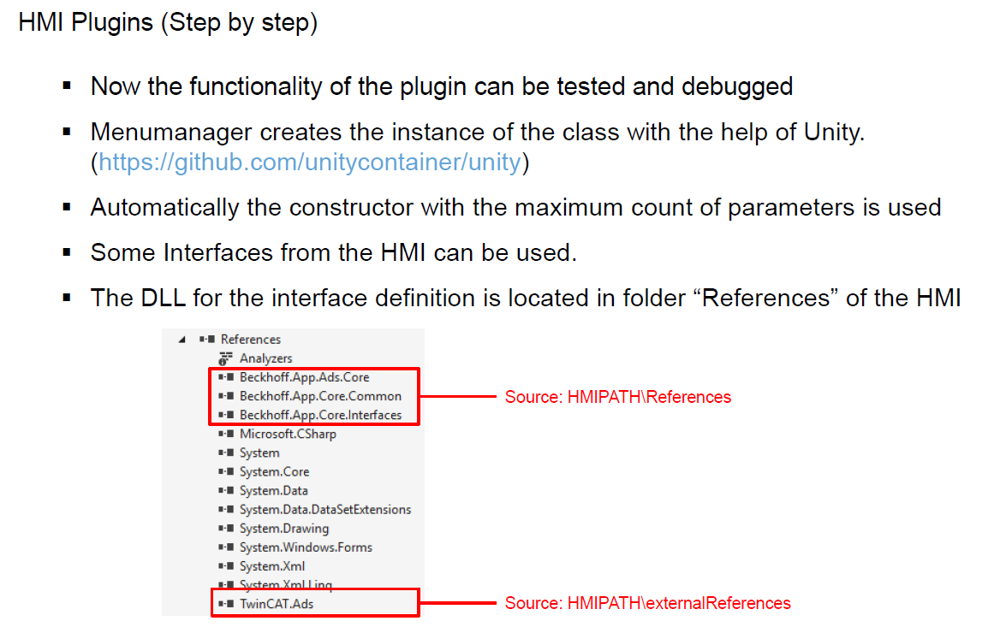 HMI Plugins (Step by step)
▪ Now the functionality of the plugin can be tested and debugged
▪ Menumanager creates the instance of the class with the help of Unity.
(https://github.com/unitycontainer/unity)
▪ Automatically the constructor with the maximum count of parameters is used
▪ Some Interfaces from the HMI can be used.
▪ The DLL for the interface definition is located in folder “References” of the HMI
References
Analyzers
Beckhoff.App.Ads.Core
Beckhoff.App.Core.Common
Source: HMIPATH\References
Beckhoff.App.Core.Interfaces
Microsoft.CSharp
System
System.Core
System.Data
System.Data.DataSetExtensions
System.Drawing
System.Windows.Forms
System.Xml
System.Xml.Linq
TwinCAT.Ads
Source: HMIPATH\externalReferences